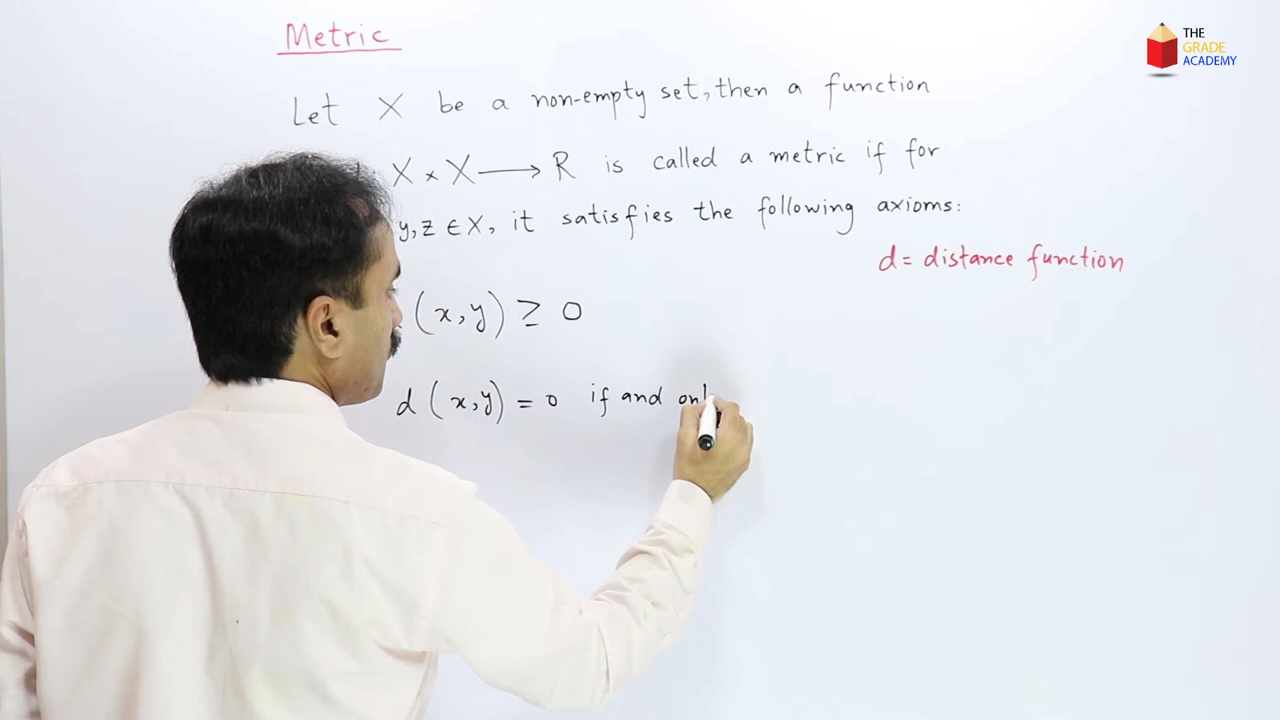 Metric
THE
GRADE
ACADEMY
Let X be a non-empty set, then a function
X × X ⟶ R is called a metric if for
y, z ∈ X, it satisfies the following axioms:
d = distance function
(x, y) ≥ 0
d (x, y) = 0 if and onl